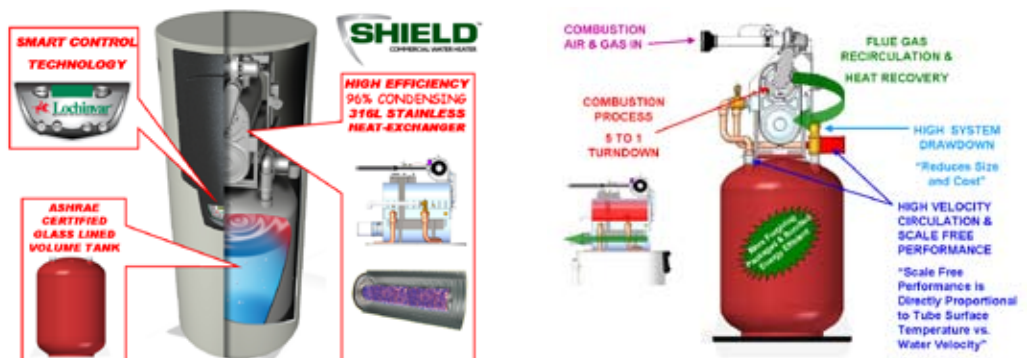 SMART CONTROL
TECHNOLOGY
Lochinvar
SHIELD™
COMMERCIAL WATER HEATER
HIGH EFFICIENCY
96% CONDENSING
316L STAINLESS
HEAT-EXCHANGER
ASHRAE
CERTIFIED
GLASS LINED
VOLUME TANK
COMBUSTION
AIR & GAS IN
FLUE GAS
RECIRCULATION &
HEAT RECOVERY
COMBUSTION
PROCESS
5 TO 1
TURNDOWN
HIGH SYSTEM
DRAWDOWN
"Reduces Size
and Cost"
HIGH VELOCITY
CIRCULATION &
SCALE FREE
PERFORMANCE
"Scale Free
Performance is
Directly Proportional
to Tube Surface
Temperature vs.
Water Velocity"
Energy Efficient